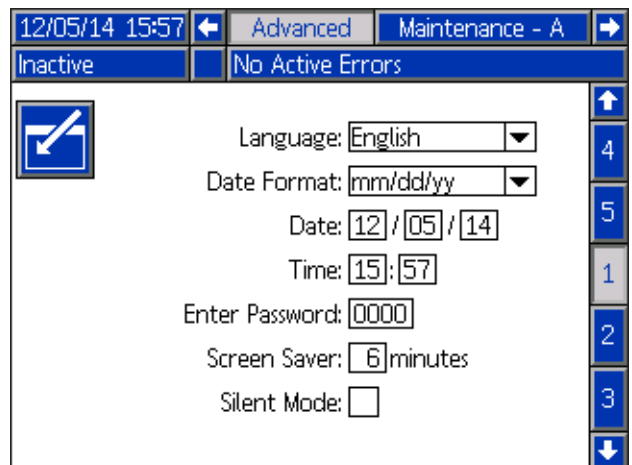 12/05/14 15:57 Advanced Maintenance - A
Inactive No Active Errors
Language: English
4
Date Format: mm/dd/yy
5
Date: 12 / 05 / 14
Time: 15 : 57
1
Enter Password: 0000
2
Screen Saver: 6 minutes
3
Silent Mode: